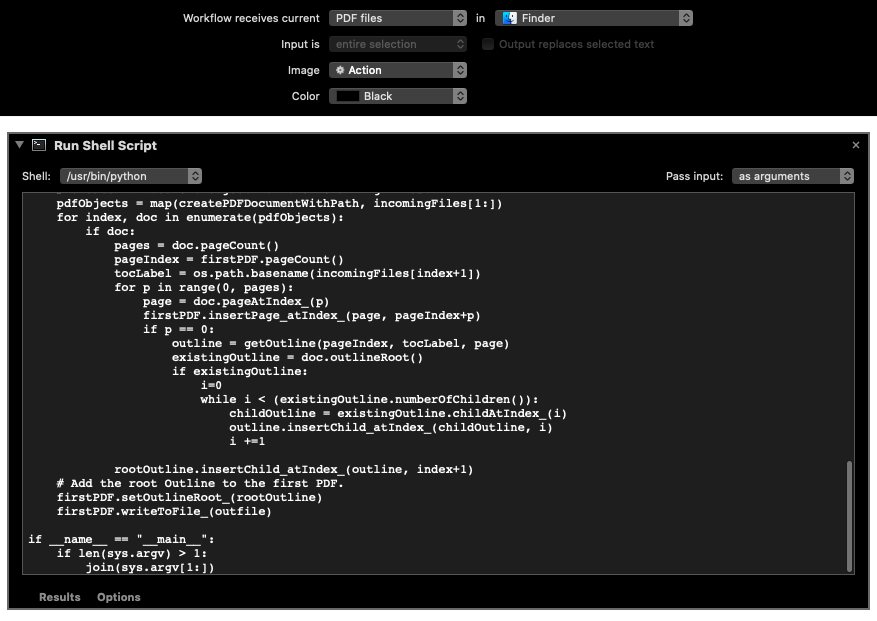 Workflow receives current PDF files in Finder
Input is entire selection Output replaces selected text
Image Action
Color Black
Run Shell Script
Shell: /usr/bin/python Pass input: as arguments
    pdfObjects = map(createPDFDocumentWithPath, incomingFiles[1:])
    for index, doc in enumerate(pdfObjects):
        if doc:
            pages = doc.pageCount()
            pageIndex = firstPDF.pageCount()
            tocLabel = os.path.basename(incomingFiles[index+1])
            for p in range(0, pages):
                page = doc.pageAtIndex_(p)
                firstPDF.insertPage_atIndex_(page, pageIndex+p)
                if p == 0:
                    outline = getOutline(pageIndex, tocLabel, page)
                    existingOutline = doc.outlineRoot()
                    if existingOutline:
                        i=0
                        while i < (existingOutline.numberOfChildren()):
                            childOutline = existingOutline.childAtIndex_(i)
                            outline.insertChild_atIndex_(childOutline, i)
                            i +=1
            rootOutline.insertChild_atIndex_(outline, index+1)
    # Add the root Outline to the first PDF.
    firstPDF.setOutlineRoot_(rootOutline)
    firstPDF.writeToFile_(outfile)
if __name__ == "__main__":
    if len(sys.argv) > 1:
        join(sys.argv[1:])
Results Options